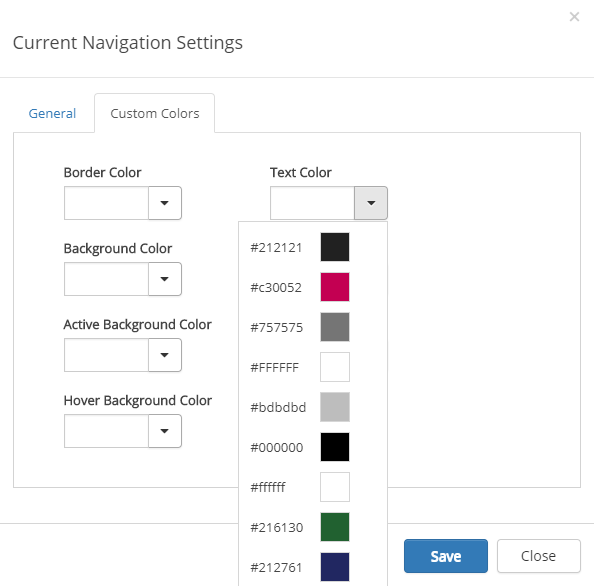 ×
Current Navigation Settings
General
Custom Colors
Border Color
Text Color
Background Color
Active Background Color
Hover Background Color
#212121
#c30052
#757575
#FFFFFF
#bdbdbd
#000000
#ffffff
#216130
#212761
Save
Close